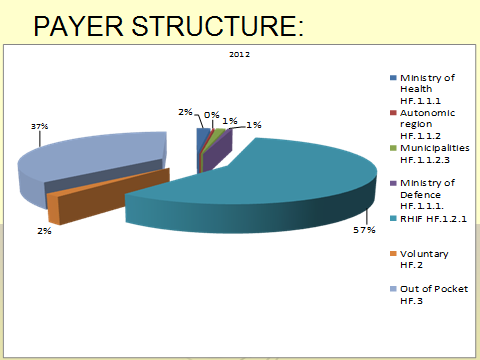 PAYER STRUCTURE:
2012
2%
0%
1%
1%
37%
2%
57%
Ministry of
Health
HF.1.1.1
Autonomic
region
HF.1.1.2
Municipalities
HF.1.1.2.3
Ministry of
Defence
HF.1.1.1.
RHIF HF.1.2.1
Voluntary
HF.2
Out of Pocket
HF.3